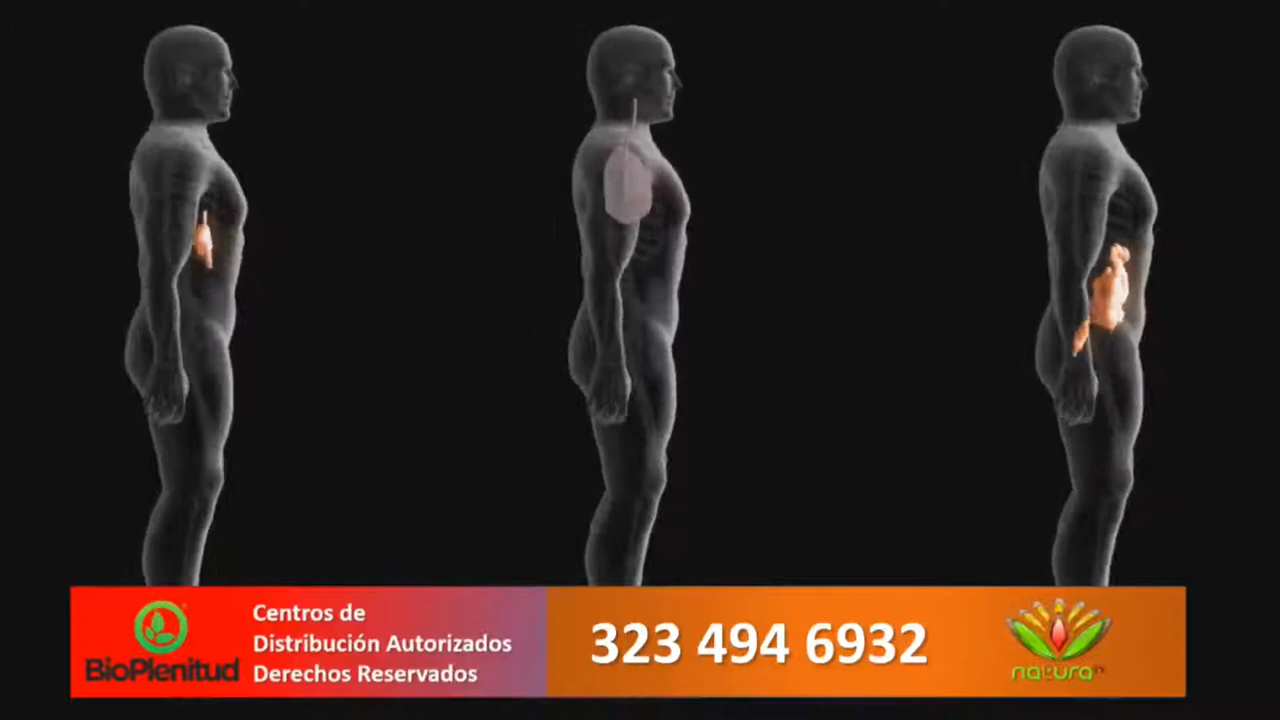 BioPlenitud
Centros de
Distribución Autorizados
Derechos Reservados
323 494 6932
natura